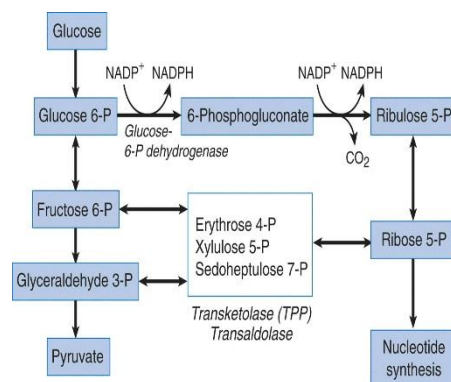 Glucose
NADP+ NADPH
NADP+ NADPH
Glucose 6-P
6-Phosphogluconate
Ribulose 5-P
Glucose-
6-P dehydrogenase
CO2
Fructose 6-P
Erythrose 4-P
Xylulose 5-P
Sedoheptulose 7-P
Ribose 5-P
Glyceraldehyde 3-P
Transketolase (TPP)
Transaldolase
Pyruvate
Nucleotide
synthesis